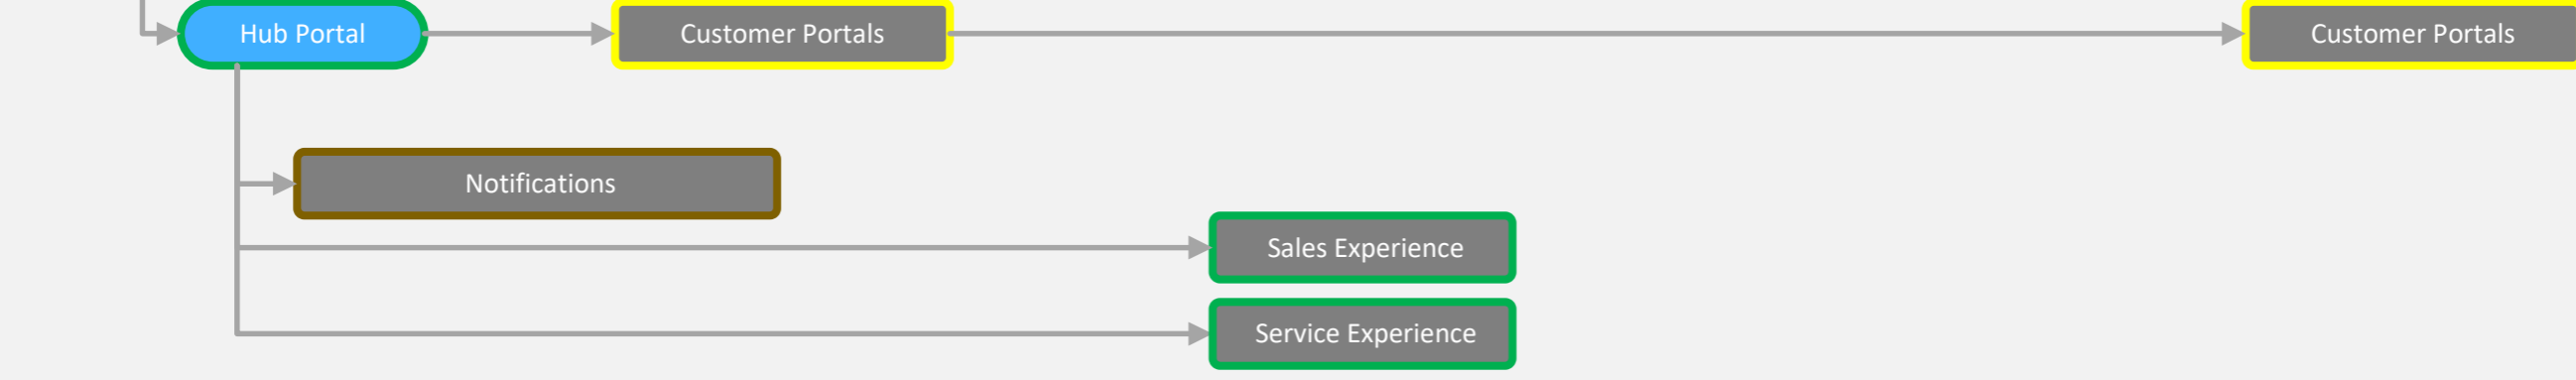 Hub Portal
Customer Portals
Customer Portals
Notifications
Sales Experience
Service Experience